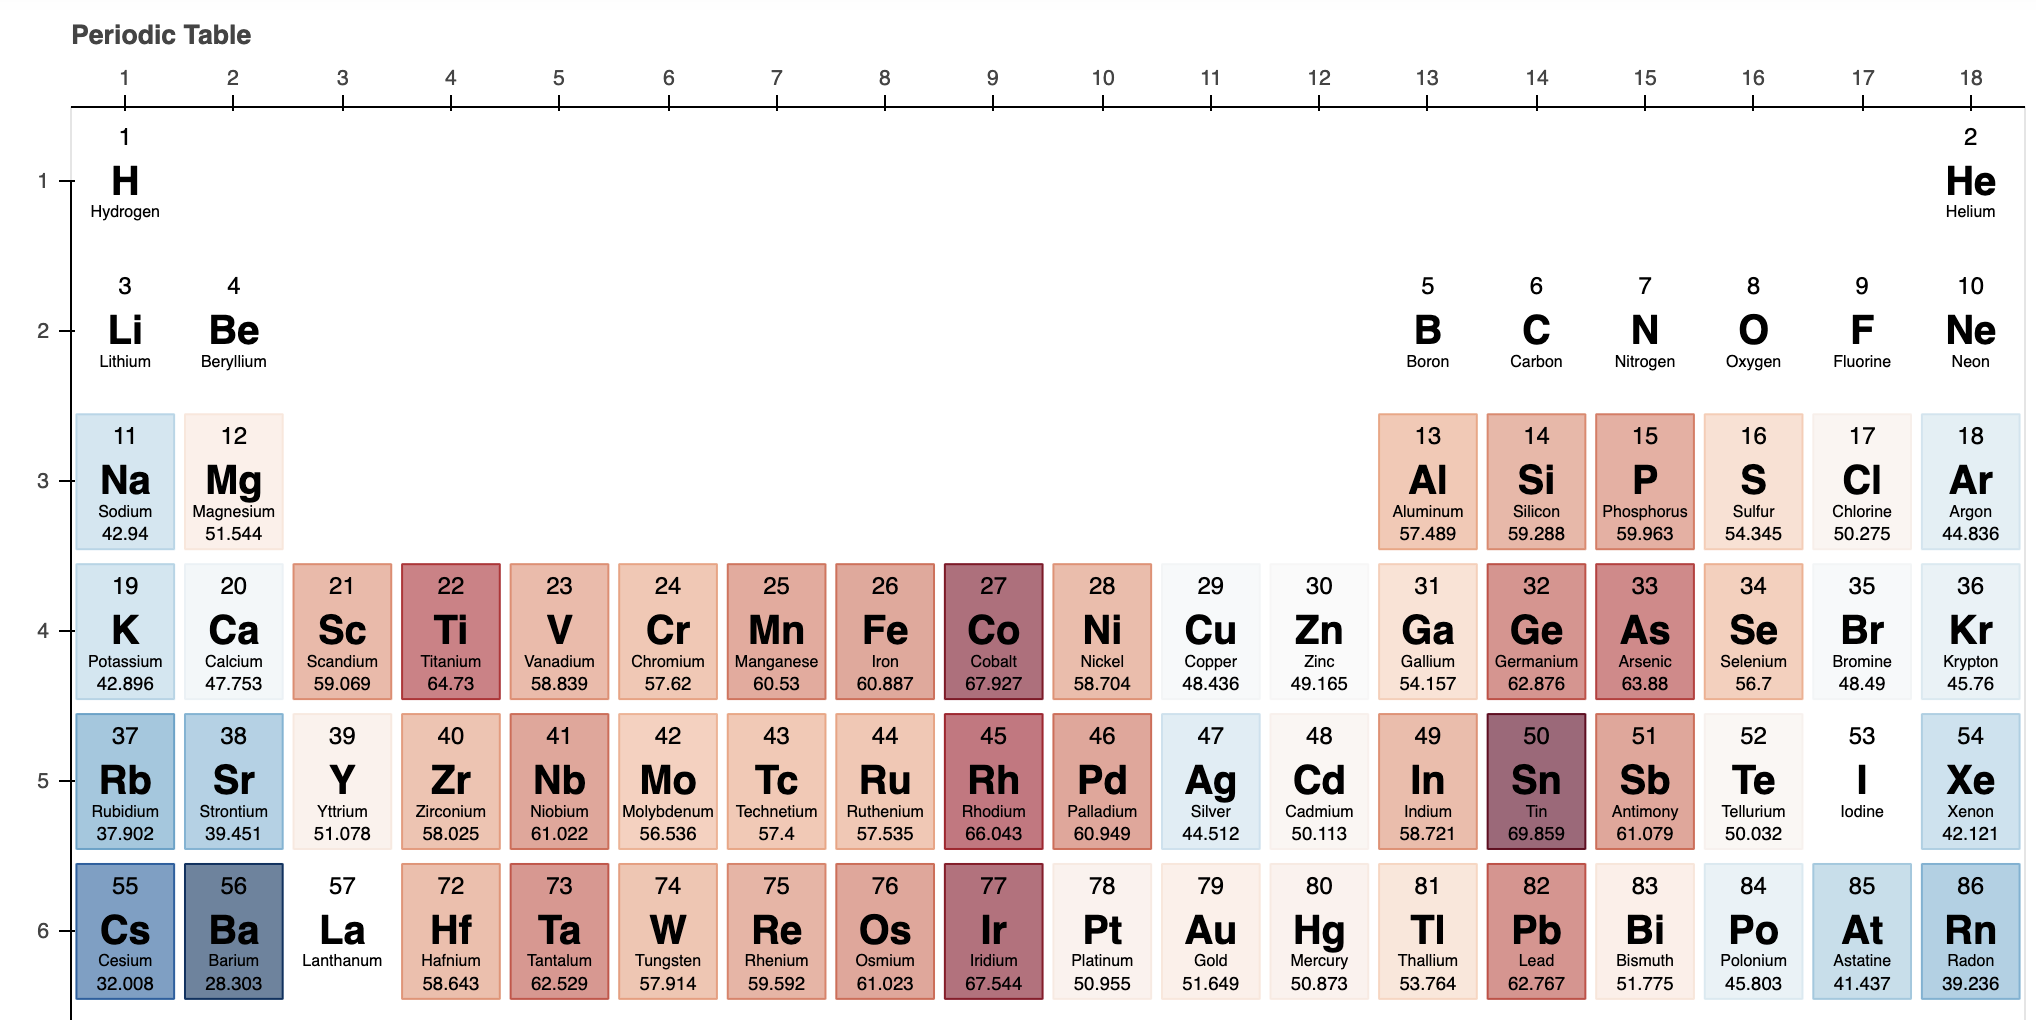 Periodic Table
1 2 3 4 5 6 7 8 9 10 11 12 13 14 15 16 17 18
1 2
1 H He
Hydrogen Helium
3 4 5 6 7 8 9 10
2 Li Be B C N O F Ne
Lithium Beryllium Boron Carbon Nitrogen Oxygen Fluorine Neon
11 12 13 14 15 16 17 18
3 Na Mg Al Si P S Cl Ar
Sodium Magnesium Aluminum Silicon Phosphorus Sulfur Chlorine Argon
42.94 51.544 57.489 59.288 59.963 54.345 50.275 44.836
19 20 21 22 23 24 25 26 27 28 29 30 31 32 33 34 35 36
4 K Ca Sc Ti V Cr Mn Fe Co Ni Cu Zn Ga Ge As Se Br Kr
Potassium Calcium Scandium Titanium Vanadium Chromium Manganese Iron Cobalt Nickel Copper Zinc Gallium Germanium Arsenic Selenium Bromine Krypton
42.896 47.753 59.069 64.73 58.839 57.62 60.53 60.887 67.927 58.704 48.436 49.165 54.157 62.876 63.88 56.7 48.49 45.76
37 38 39 40 41 42 43 44 45 46 47 48 49 50 51 52 53 54
5 Rb Sr Y Zr Nb Mo Tc Ru Rh Pd Ag Cd In Sn Sb Te I Xe
Rubidium Strontium Yttrium Zirconium Niobium Molybdenum Technetium Ruthenium Rhodium Palladium Silver Cadmium Indium Tin Antimony Tellurium Iodine Xenon
37.902 39.451 51.078 58.025 61.022 56.536 57.4 57.535 66.043 60.949 44.512 50.113 58.721 69.859 61.079 50.032 42.121
55 56 57 72 73 74 75 76 77 78 79 80 81 82 83 84 85 86
6 Cs Ba La Hf Ta W Re Os Ir Pt Au Hg Tl Pb Bi Po At Rn
Cesium Barium Lanthanum Hafnium Tantalum Tungsten Rhenium Osmium Iridium Platinum Gold Mercury Thallium Lead Bismuth Polonium Astatine Radon
32.008 28.303 58.643 62.529 57.914 59.592 61.023 67.544 50.955 51.649 50.873 53.764 62.767 51.775 45.803 41.437 39.236